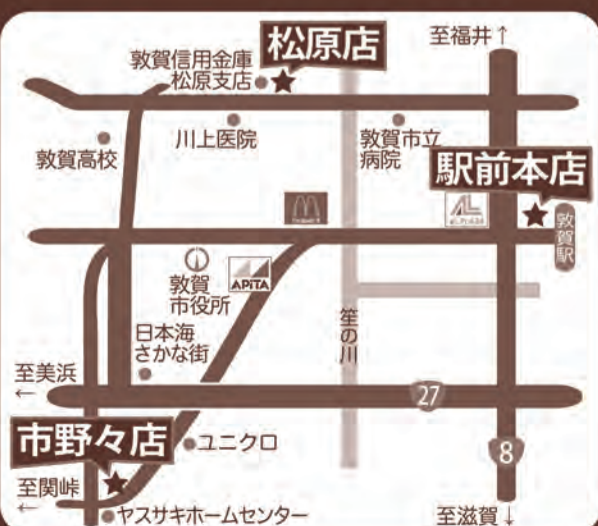 松原店
至福井↑
敦賀信用金庫
松原支店
川上医院
敦賀高校
敦賀市立
病院
駅前本店
敦賀駅
敦賀
市役所
APiTA
日本海
さかな街
笙の川
至美浜
←
27
市野々店
ユニクロ
8
至関峠
←
ヤスサキホームセンター
至滋賀↓